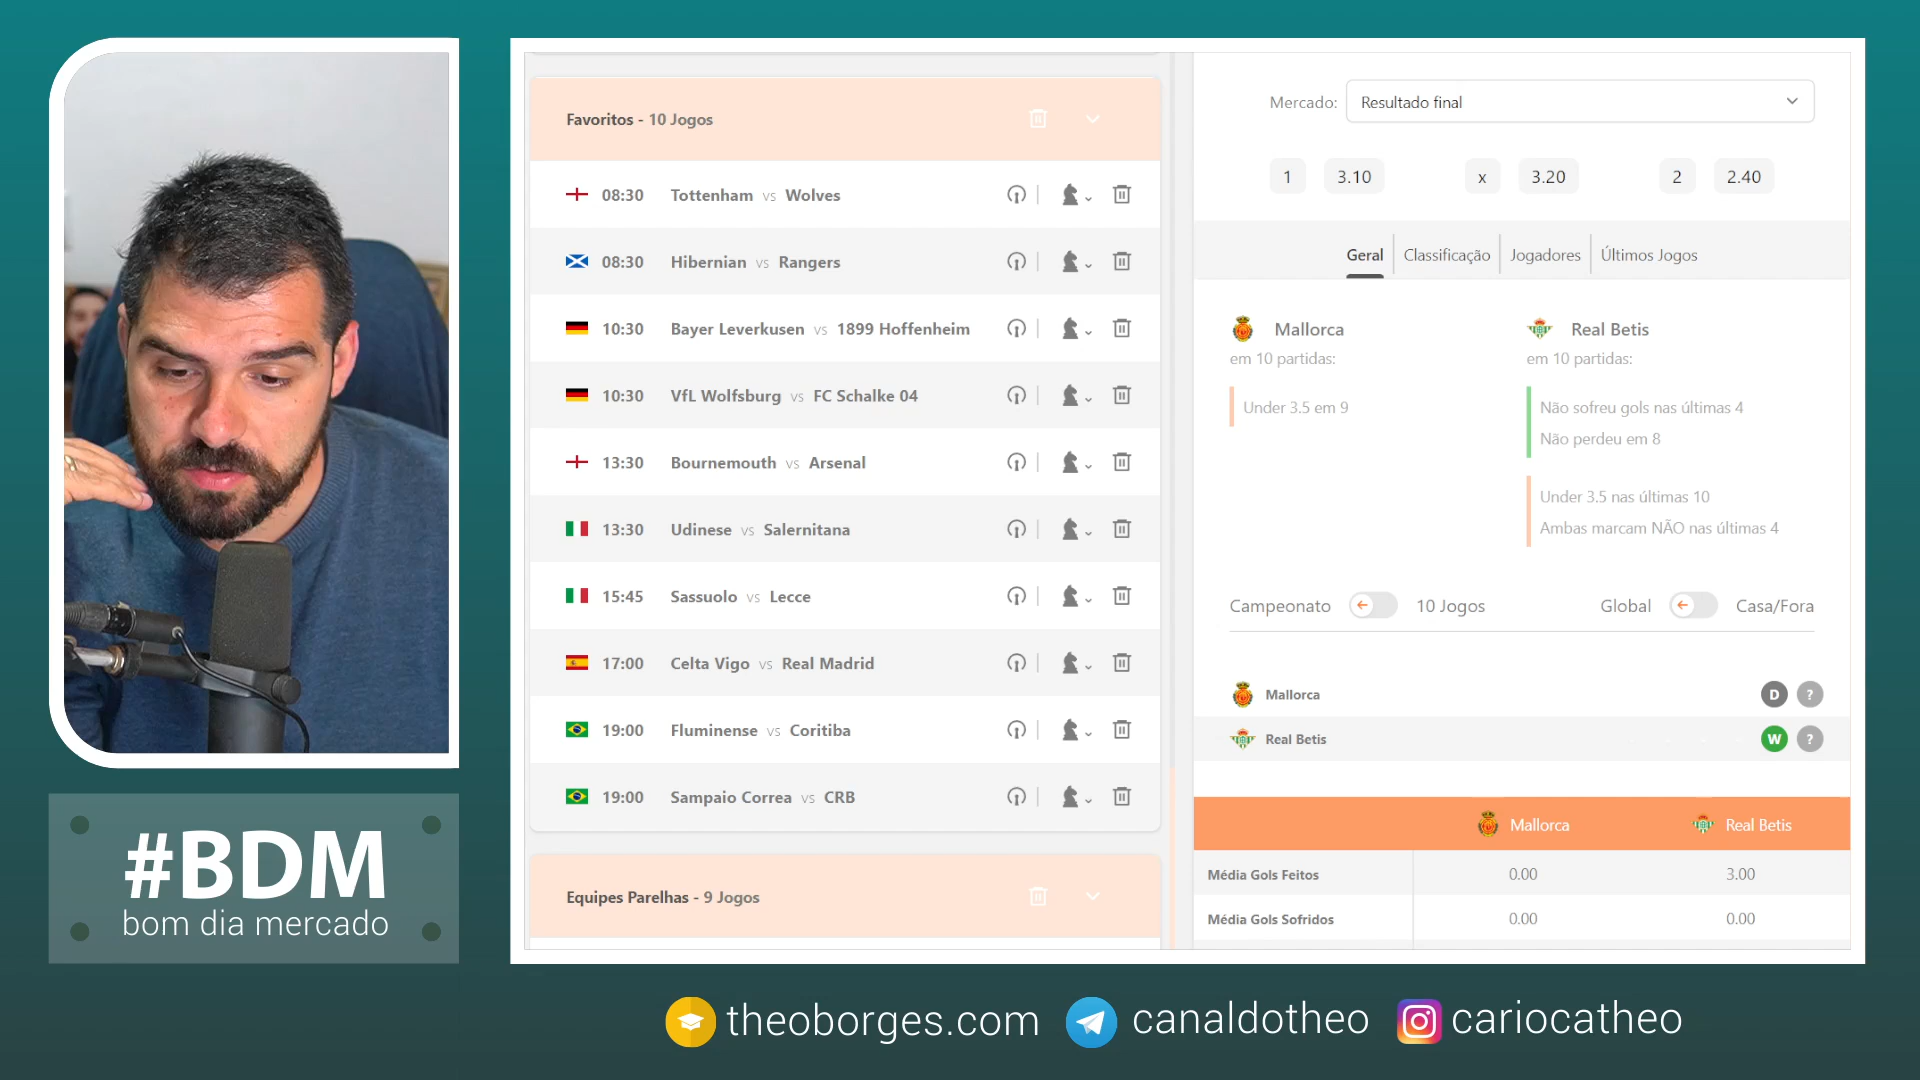 Favoritos - 10 Jogos
08:30 Tottenham vs Wolves
08:30 Hibernian vs Rangers
10:30 Bayer Leverkusen vs 1899 Hoffenheim
10:30 VfL Wolfsburg vs FC Schalke 04
13:30 Bournemouth vs Arsenal
13:30 Udinese vs Salernitana
15:45 Sassuolo vs Lecce
17:00 Celta Vigo vs Real Madrid
19:00 Fluminense vs Coritiba
19:00 Sampaio Correa vs CRB
Equipes Parelhas - 9 Jogos
Mercado: Resultado final
1 3.10 x 3.20 2 2.40
Geral Classificação Jogadores Últimos Jogos
Mallorca
em 10 partidas:
Under 3.5 em 9
Real Betis
em 10 partidas:
Não sofreu gols nas últimas 4
Não perdeu em 8
Under 3.5 nas últimas 10
Ambas marcam NÃO nas últimas 4
Campeonato 10 Jogos Global Casa/Fora
Mallorca D ?
Real Betis W ?
Mallorca Real Betis
Média Gols Feitos 0.00 3.00
Média Gols Sofridos 0.00 0.00
#BDM
bom dia mercado
theoborges.com canaldotheo cariocatheo